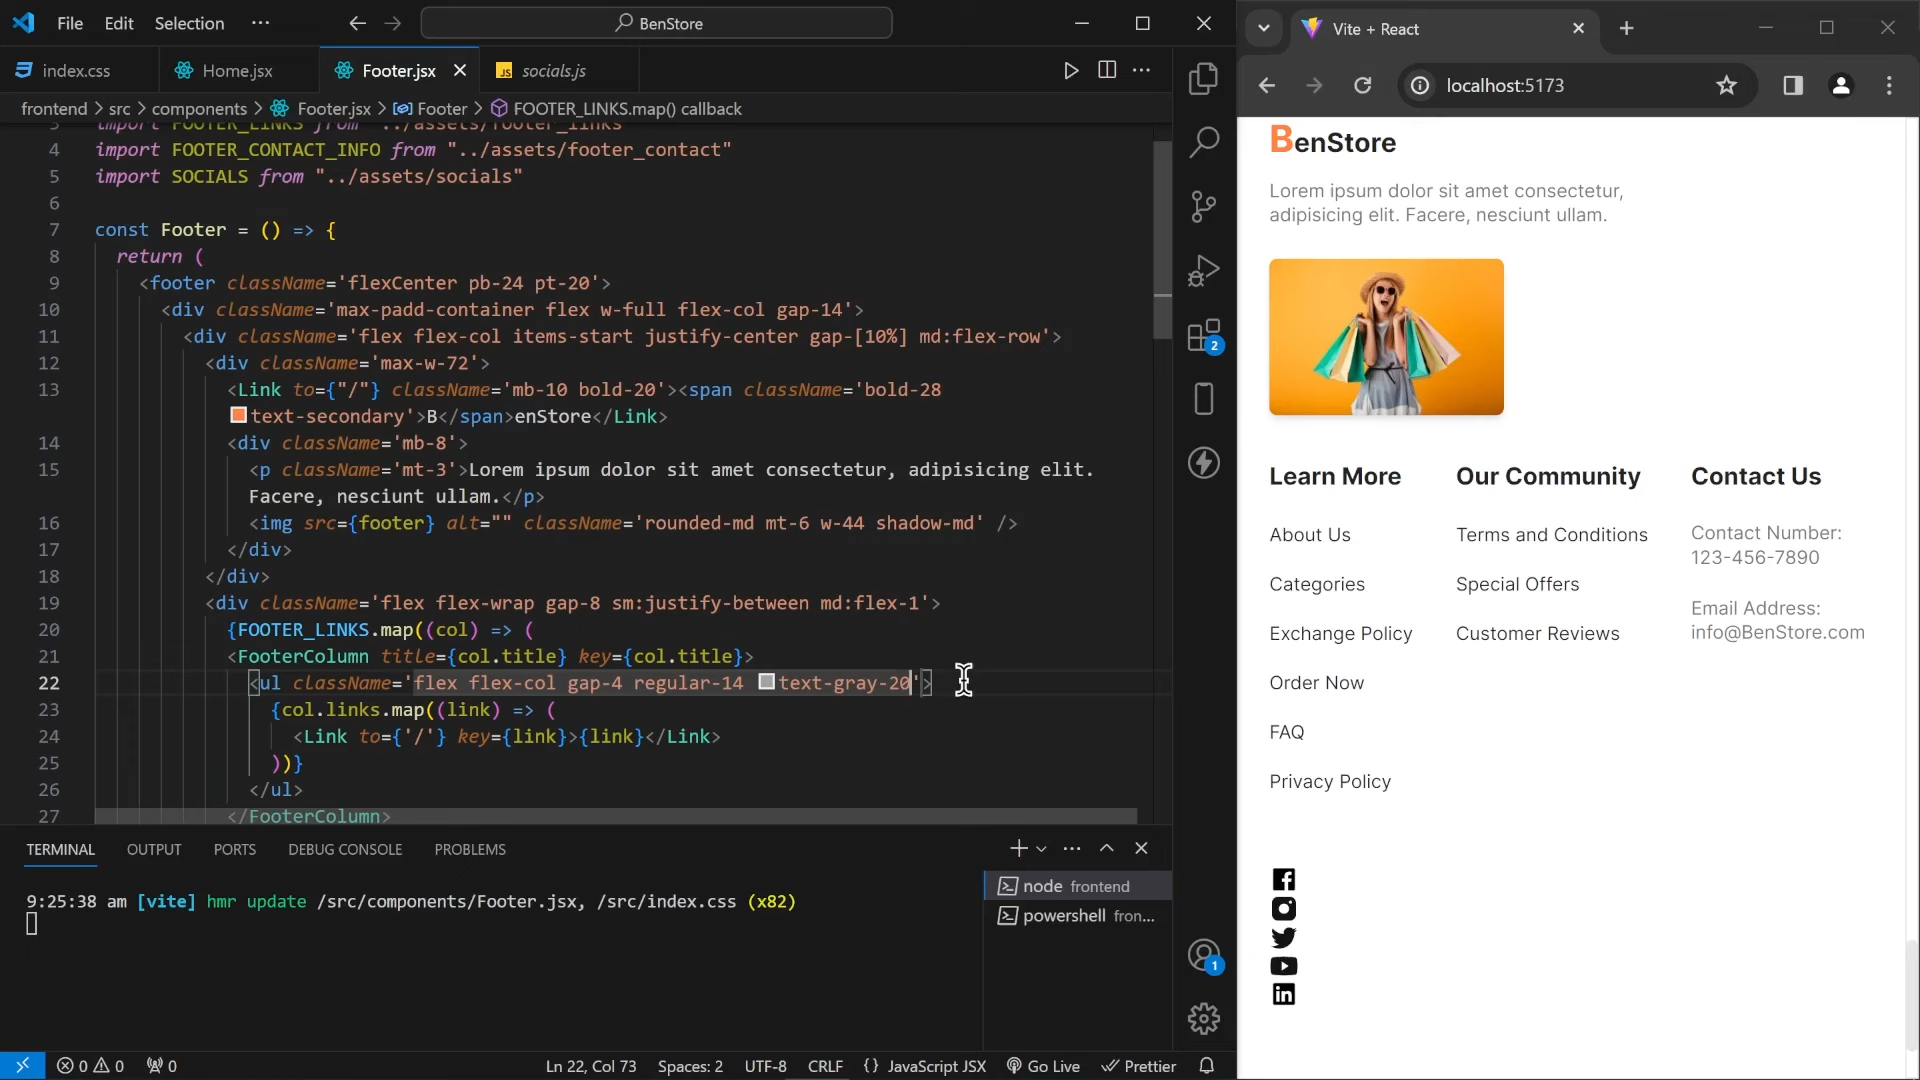 File Edit Selection ···
BenStore
index.css
Home.jsx
Footer.jsx
JS socials.js
frontend > src > components > Footer.jsx > Footer > FOOTER_LINKS.map() callback
3 import FOOTER_LINKS from "../assets/footer_links"
4 import FOOTER_CONTACT_INFO from "../assets/footer_contact"
5 import SOCIALS from "../assets/socials"
6
7 const Footer = () => {
8 return (
9 <footer className='flexCenter pb-24 pt-20'>
10 <div className='max-padd-container flex w-full flex-col gap-14'>
11 <div className='flex flex-col items-start justify-center gap-[10%] md:flex-row'>
12 <div className='max-w-72'>
13 <Link to={"/"} className='mb-10 bold-20'><span className='bold-28
text-secondary'>B</span>enStore</Link>
14 <div className='mb-8'>
15 <p className='mt-3'>Lorem ipsum dolor sit amet consectetur, adipisicing elit.
Facere, nesciunt ullam.</p>
16 <img src={footer} alt="" className='rounded-md mt-6 w-44 shadow-md' />
17 </div>
18 </div>
19 <div className='flex flex-wrap gap-8 sm:justify-between md:flex-1'>
20 {FOOTER_LINKS.map((col) => (
21 <FooterColumn title={col.title} key={col.title}>
22 <ul className='flex flex-col gap-4 regular-14 text-gray-20'>
23 {col.links.map((link) => (
24 <Link to={'/'} key={link}>{link}</Link>
25 ))}
26 </ul>
27 </FooterColumn>
2
TERMINAL OUTPUT PORTS DEBUG CONSOLE PROBLEMS
node frontend
powershell fron...
9:25:38 am [vite] hmr update /src/components/Footer.jsx, /src/index.css (x82)
1
0 0 0
Ln 22, Col 73 Spaces: 2 UTF-8 CRLF {} JavaScript JSX Go Live Prettier
Vite + React
localhost:5173
BenStore
Lorem ipsum dolor sit amet consectetur,
adipisicing elit. Facere, nesciunt ullam.
Learn More
About Us
Categories
Exchange Policy
Order Now
FAQ
Privacy Policy
Our Community
Terms and Conditions
Special Offers
Customer Reviews
Contact Us
Contact Number:
123-456-7890
Email Address:
info@BenStore.com